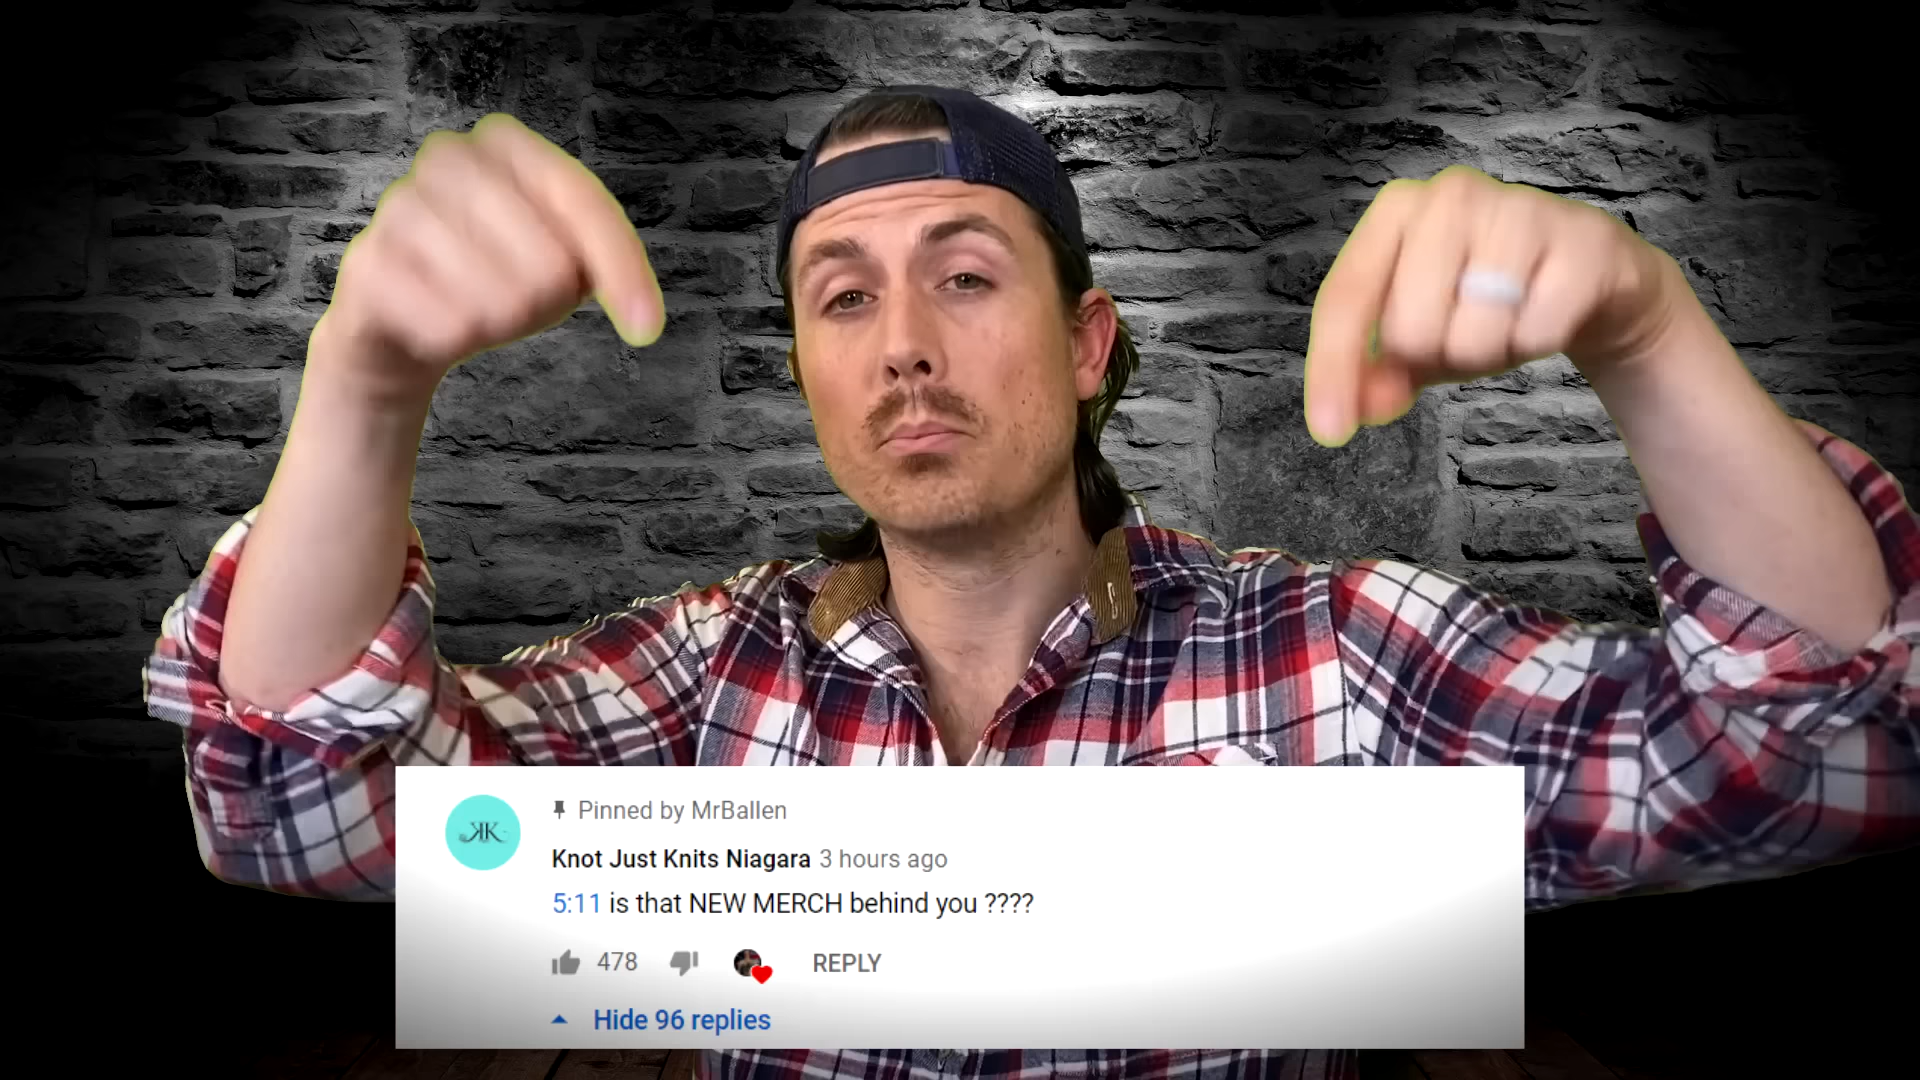 KK
Pinned by MrBallen
Knot Just Knits Niagara 3 hours ago
5:11 is that NEW MERCH behind you ????
478
REPLY
Hide 96 replies